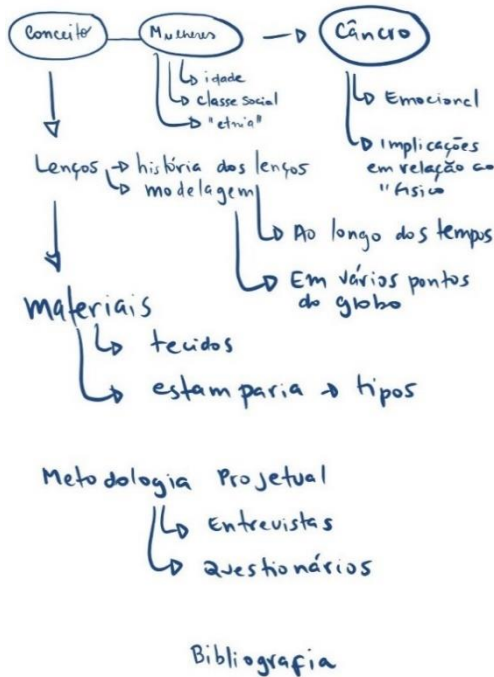 Conceito
Mulheres
Câncro
idade
classe social
"etnia"
Emocional
Implicações
em relação ao
"físico
Lenços história dos lenços
modelagem
Ao longo dos tempos
Em vários pontos
do globo
materiais
tecidos
estamparia tipos
Metodologia Projetual
Entrevistas
Questionários
Bibliografia